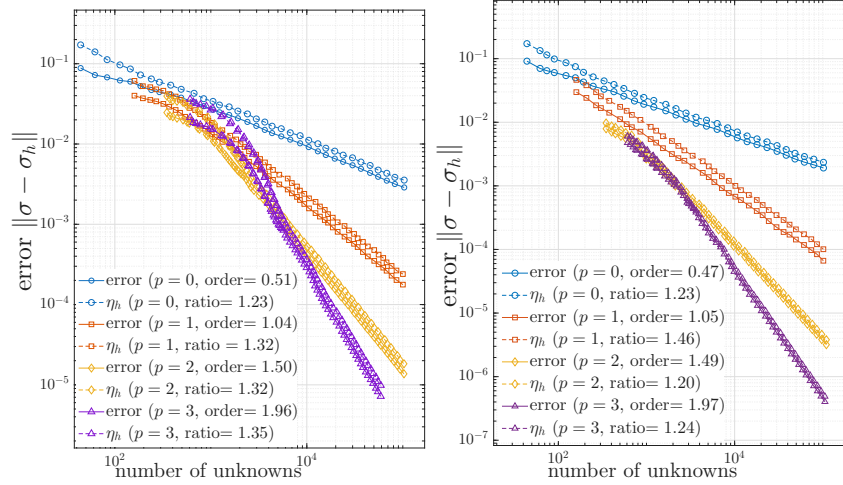 10^{-1}
10^{-2}
10^{-3}
10^{-4}
10^{-5}
error ‖σ − σ_h‖
error (p = 0, order= 0.51)
η_h (p = 0, ratio= 1.23)
error (p = 1, order= 1.04)
η_h (p = 1, ratio= 1.32)
error (p = 2, order= 1.50)
η_h (p = 2, ratio= 1.32)
error (p = 3, order= 1.96)
η_h (p = 3, ratio= 1.35)
10^2
10^4
number of unknowns
10^{-1}
10^{-2}
10^{-3}
10^{-4}
10^{-5}
10^{-6}
10^{-7}
error ‖σ − σ_h‖
error (p = 0, order= 0.47)
η_h (p = 0, ratio= 1.23)
error (p = 1, order= 1.05)
η_h (p = 1, ratio= 1.46)
error (p = 2, order= 1.49)
η_h (p = 2, ratio= 1.20)
error (p = 3, order= 1.97)
η_h (p = 3, ratio= 1.24)
10^2
10^4
number of unknowns